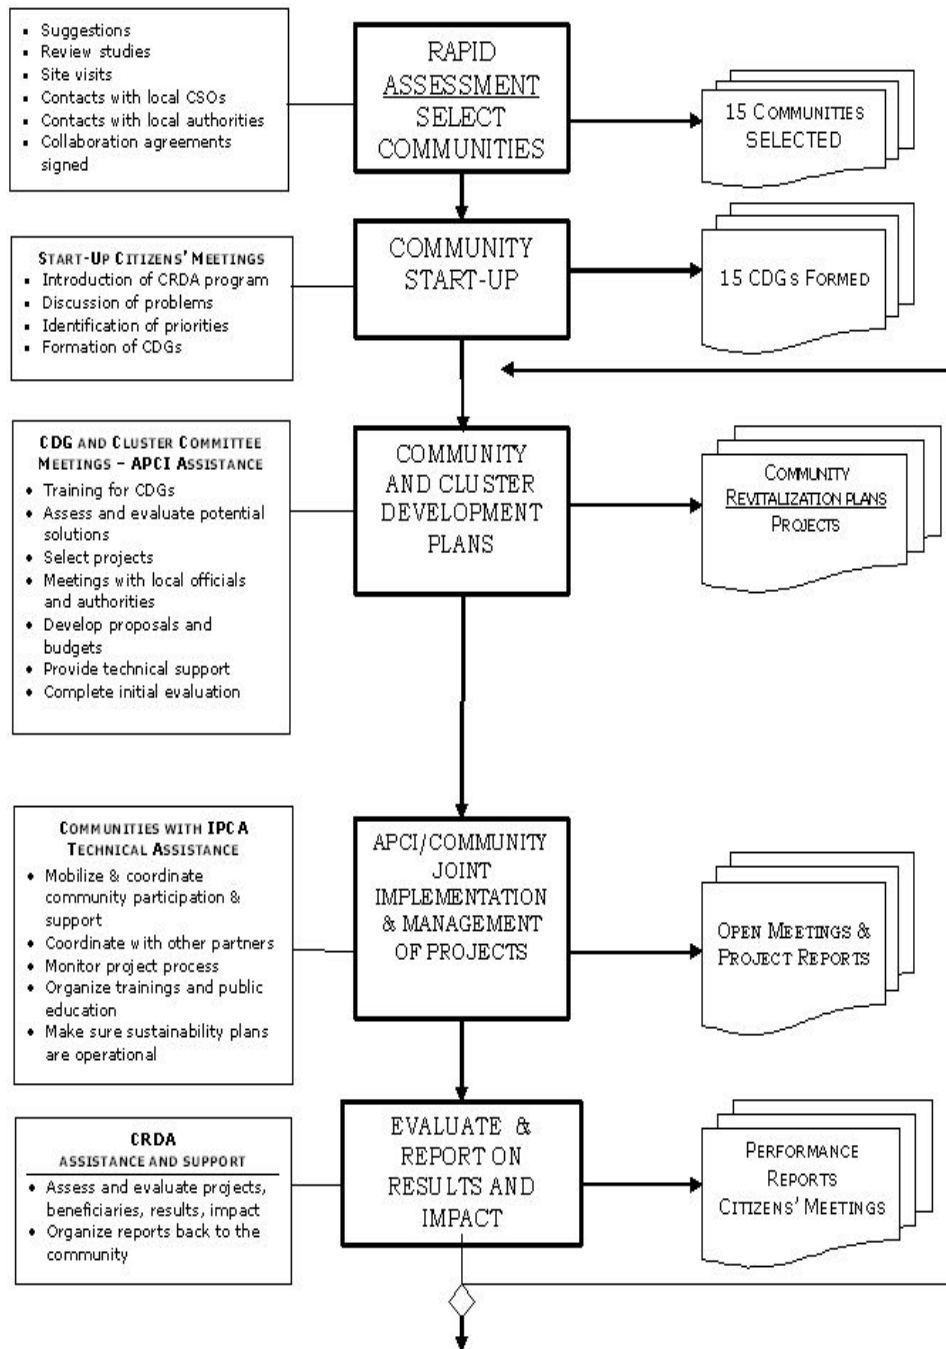 ▪ Suggestions
▪ Review studies
▪ Site visits
▪ Contacts with local CSOs
▪ Contacts with local authorities
▪ Collaboration agreements
signed
RAPID
ASSESSMENT
SELECT
COMMUNITIES
15 COMMUNITIES
SELECTED
START-UP CITIZENS' MEETINGS
▪ Introduction of CRDA program
▪ Discussion of problems
▪ Identification of priorities
▪ Formation of CDGs
COMMUNITY
START-UP
15 CDGS FORMED
CDG AND CLUSTER COMMITTEE
MEETINGS – APCI ASSISTANCE
• Training for CDGs
• Assess and evaluate potential
solutions
• Select projects
• Meetings with local officials
and authorities
• Develop proposals and
budgets
• Provide technical support
• Complete initial evaluation
COMMUNITY
AND CLUSTER
DEVELOPMENT
PLANS
COMMUNITY
REVITALIZATION PLANS
PROJECTS
COMMUNITIES WITH IPCA
TECHNICAL ASSISTANCE
• Mobilize & coordinate
community participation &
support
• Coordinate with other partners
• Monitor project process
• Organize trainings and public
education
• Make sure sustainability plans
are operational
APCI/COMMUNITY
JOINT
IMPLEMENTATION
& MANAGEMENT
OF PROJECTS
OPEN MEETINGS &
PROJECT REPORTS
CRDA
ASSISTANCE AND SUPPORT
• Assess and evaluate projects,
beneficiaries, results, impact
• Organize reports back to the
community
EVALUATE &
REPORT ON
RESULTS AND
IMPACT
PERFORMANCE
REPORTS
CITIZENS' MEETINGS